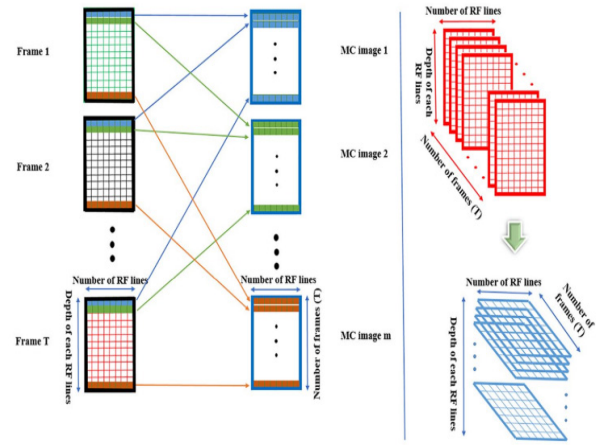 Frame 1
MC image 1
Frame 2
MC image 2
Number of RF lines
Number of RF lines
Frame T
Depth of each RF lines
Number of frames (T)
MC image m
Number of RF lines
Depth of each
RF lines
Number of frames (T)
Number of RF lines
Number of
frames (T)
Depth of each RF lines